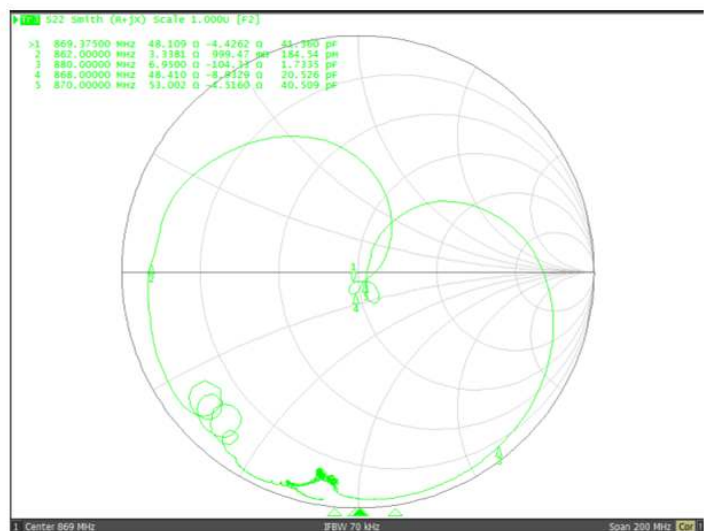 Tr1 S22 Smith (R+jX) Scale 1.000U [F2]
>1 869.37500 MHz 48.109 Ω -4.4262 Ω 41.360 pF
2 862.00000 MHz 3.3381 Ω 999.47 mΩ 184.54 pH
3 880.00000 MHz 6.9500 Ω Ω 1.7335 pF
4 868.00000 MHz 48.410 Ω -8.9329 Ω 20.526 pF
5 870.00000 MHz 53.002 Ω -4.5160 Ω 40.509 pF
1
4
1 Center 869 MHz IFBW 70 kHz Span 200 MHz Cor